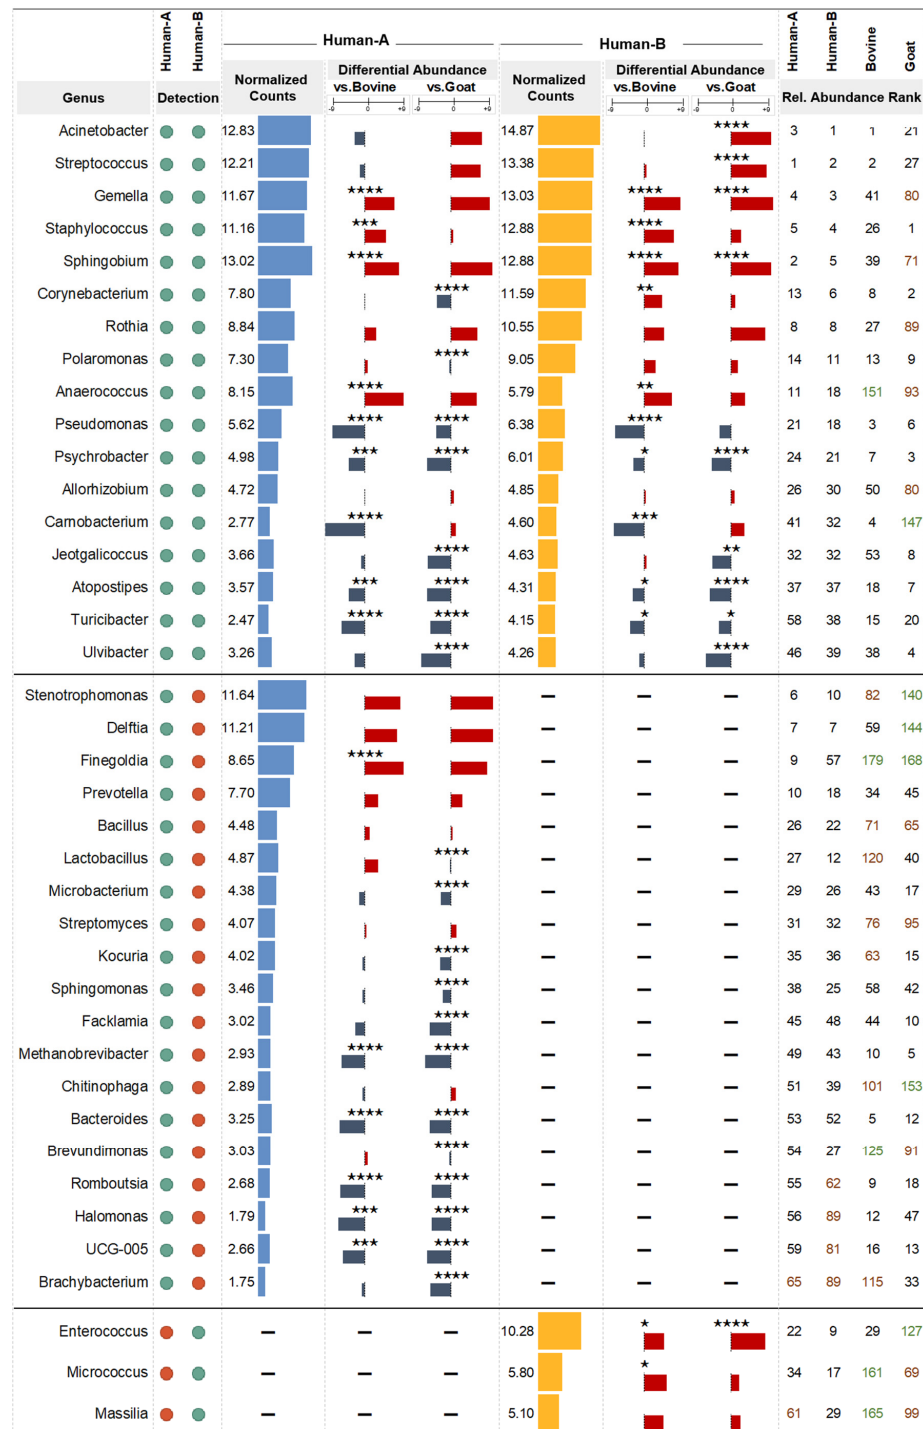 Human-A Human-B Human-A Human-B Human-A Human-B Bovine Goat
Normalized Counts Differential Abundance Normalized Counts Differential Abundance
Genus Detection vs.Bovine vs.Goat vs.Bovine vs.Goat Rel. Abundance Rank
-9 0 +9 -9 0 +9 -9 0 +9 -9 0 +9
Acinetobacter 12.83 14.87 **** 3 1 1 21
Streptococcus 12.21 13.38 **** 1 2 2 27
Gemella 11.67 **** 13.03 **** **** 4 3 41 80
Staphylococcus 11.16 *** 12.88 **** 5 4 26 1
Sphingobium 13.02 **** 12.88 **** **** 2 5 39 71
Corynebacterium 7.80 **** 11.59 ** 13 6 8 2
Rothia 8.84 10.55 8 8 27 89
Polaromonas 7.30 **** 9.05 14 11 13 9
Anaerococcus 8.15 **** 5.79 ** 11 18 151 93
Pseudomonas 5.62 **** **** 6.38 **** 21 18 3 6
Psychrobacter 4.98 *** **** 6.01 * **** 24 21 7 3
Allorhizobium 4.72 4.85 26 30 50 80
Carnobacterium 2.77 **** 4.60 *** 41 32 4 147
Jeotgalicoccus 3.66 **** 4.63 ** 32 32 53 8
Atopostipes 3.57 *** **** 4.31 * **** 37 37 18 7
Turicibacter 2.47 **** **** 4.15 * * 58 38 15 20
Ulvibacter 3.26 **** 4.26 **** 46 39 38 4
Stenotrophomonas 11.64 – – – 6 10 82 140
Delftia 11.21 – – – 7 7 59 144
Finegoldia 8.65 **** – – – 9 57 179 168
Prevotella 7.70 – – – 10 18 34 45
Bacillus 4.48 – – – 26 22 71 65
Lactobacillus 4.87 **** – – – 27 12 120 40
Microbacterium 4.38 **** – – – 29 26 43 17
Streptomyces 4.07 – – – 31 32 76 95
Kocuria 4.02 **** – – – 35 36 63 15
Sphingomonas 3.46 **** – – – 38 25 58 42
Facklamia 3.02 **** – – – 45 48 44 10
Methanobrevibacter 2.93 **** **** – – – 49 43 10 5
Chitinophaga 2.89 – – – 51 39 101 153
Bacteroides 3.25 **** **** – – – 53 52 5 12
Brevundimonas 3.03 **** – – – 54 27 125 91
Romboutsia 2.68 **** **** – – – 55 62 9 18
Halomonas 1.79 *** **** – – – 56 89 12 47
UCG-005 2.66 *** **** – – – 59 81 16 13
Brachybacterium 1.75 **** – – – 65 89 115 33
Enterococcus – – – 10.28 * **** 22 9 29 127
Micrococcus – – – 5.80 * 34 17 161 69
Massilia – – – 5.10 61 29 165 99